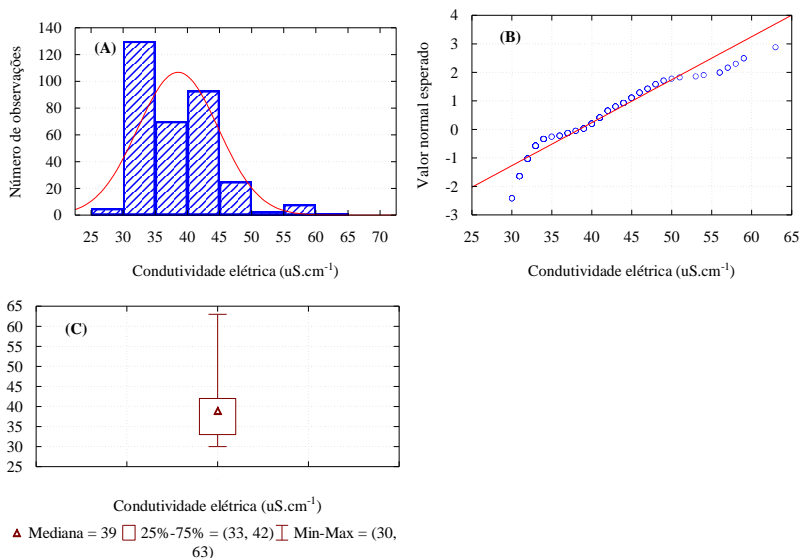 (A)
Número de observações
140
120
100
80
60
40
20
0
25 30 35 40 45 50 55 60 65 70
Condutividade elétrica (uS.cm-1)
(B)
Valor normal esperado
4
3
2
1
0
-1
-2
-3
25 30 35 40 45 50 55 60 65
Condutividade elétrica (uS.cm-1)
(C)
65
60
55
50
45
40
35
30
25
Condutividade elétrica (uS.cm-1)
Mediana = 39 25%-75% = (33, 42) Min-Max = (30,
63)